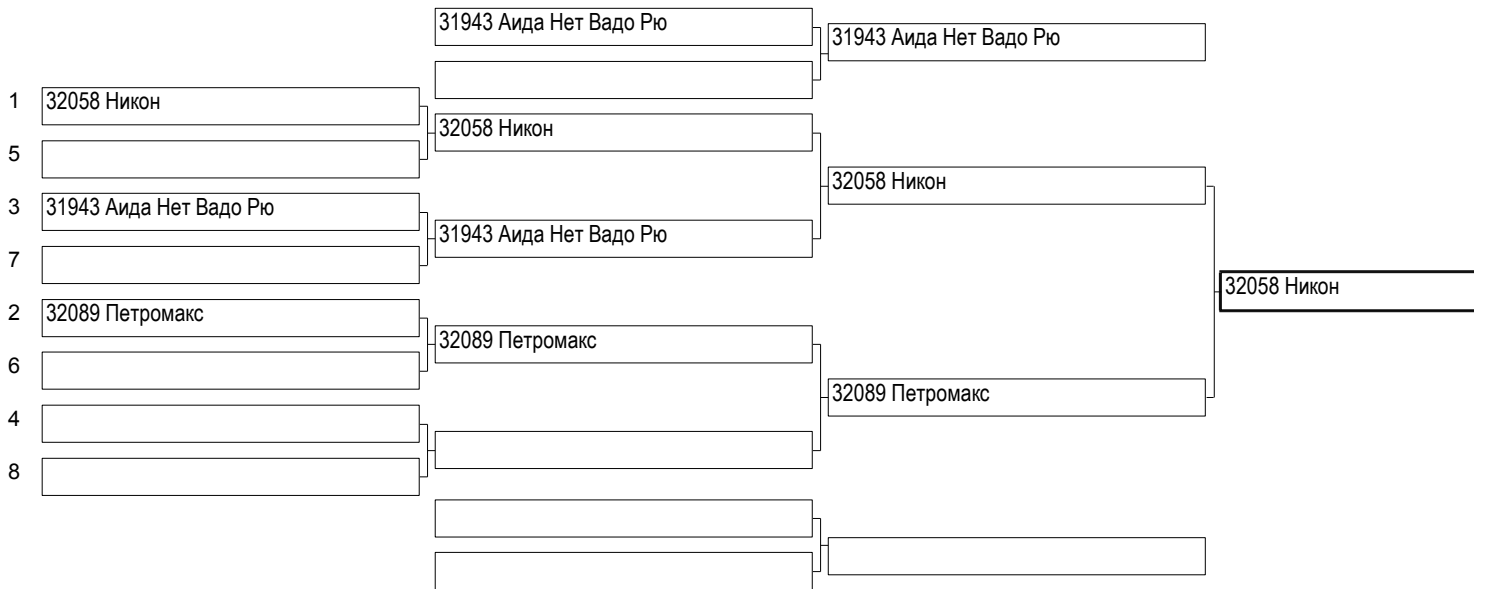 31943 Аида Нет Вадо Рю
31943 Аида Нет Вадо Рю
1 32058 Никон
32058 Никон
5
32058 Никон
3 31943 Аида Нет Вадо Рю
31943 Аида Нет Вадо Рю
7
32058 Никон
2 32089 Петромакс
32089 Петромакс
6
32089 Петромакс
4
8